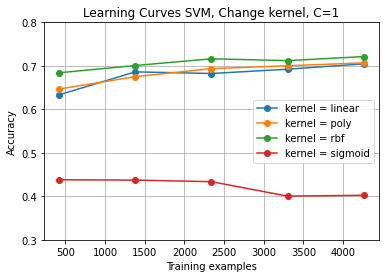 Learning Curves SVM, Change kernel, C=1
0.8
0.7
0.6
0.5
0.4
0.3
Accuracy
kernel = linear
kernel = poly
kernel = rbf
kernel = sigmoid
500 1000 1500 2000 2500 3000 3500 4000
Training examples